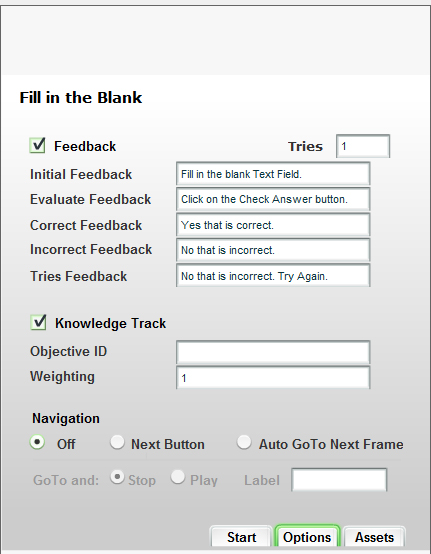 Fill in the Blank
Feedback Tries 1
Initial Feedback Fill in the blank Text Field.
Evaluate Feedback Click on the Check Answer button.
Correct Feedback Yes that is correct.
Incorrect Feedback No that is incorrect.
Tries Feedback No that is incorrect. Try Again.
Knowledge Track
Objective ID
Weighting 1
Navigation
Off Next Button Auto GoTo Next Frame
GoTo and: Stop Play Label
Start Options Assets